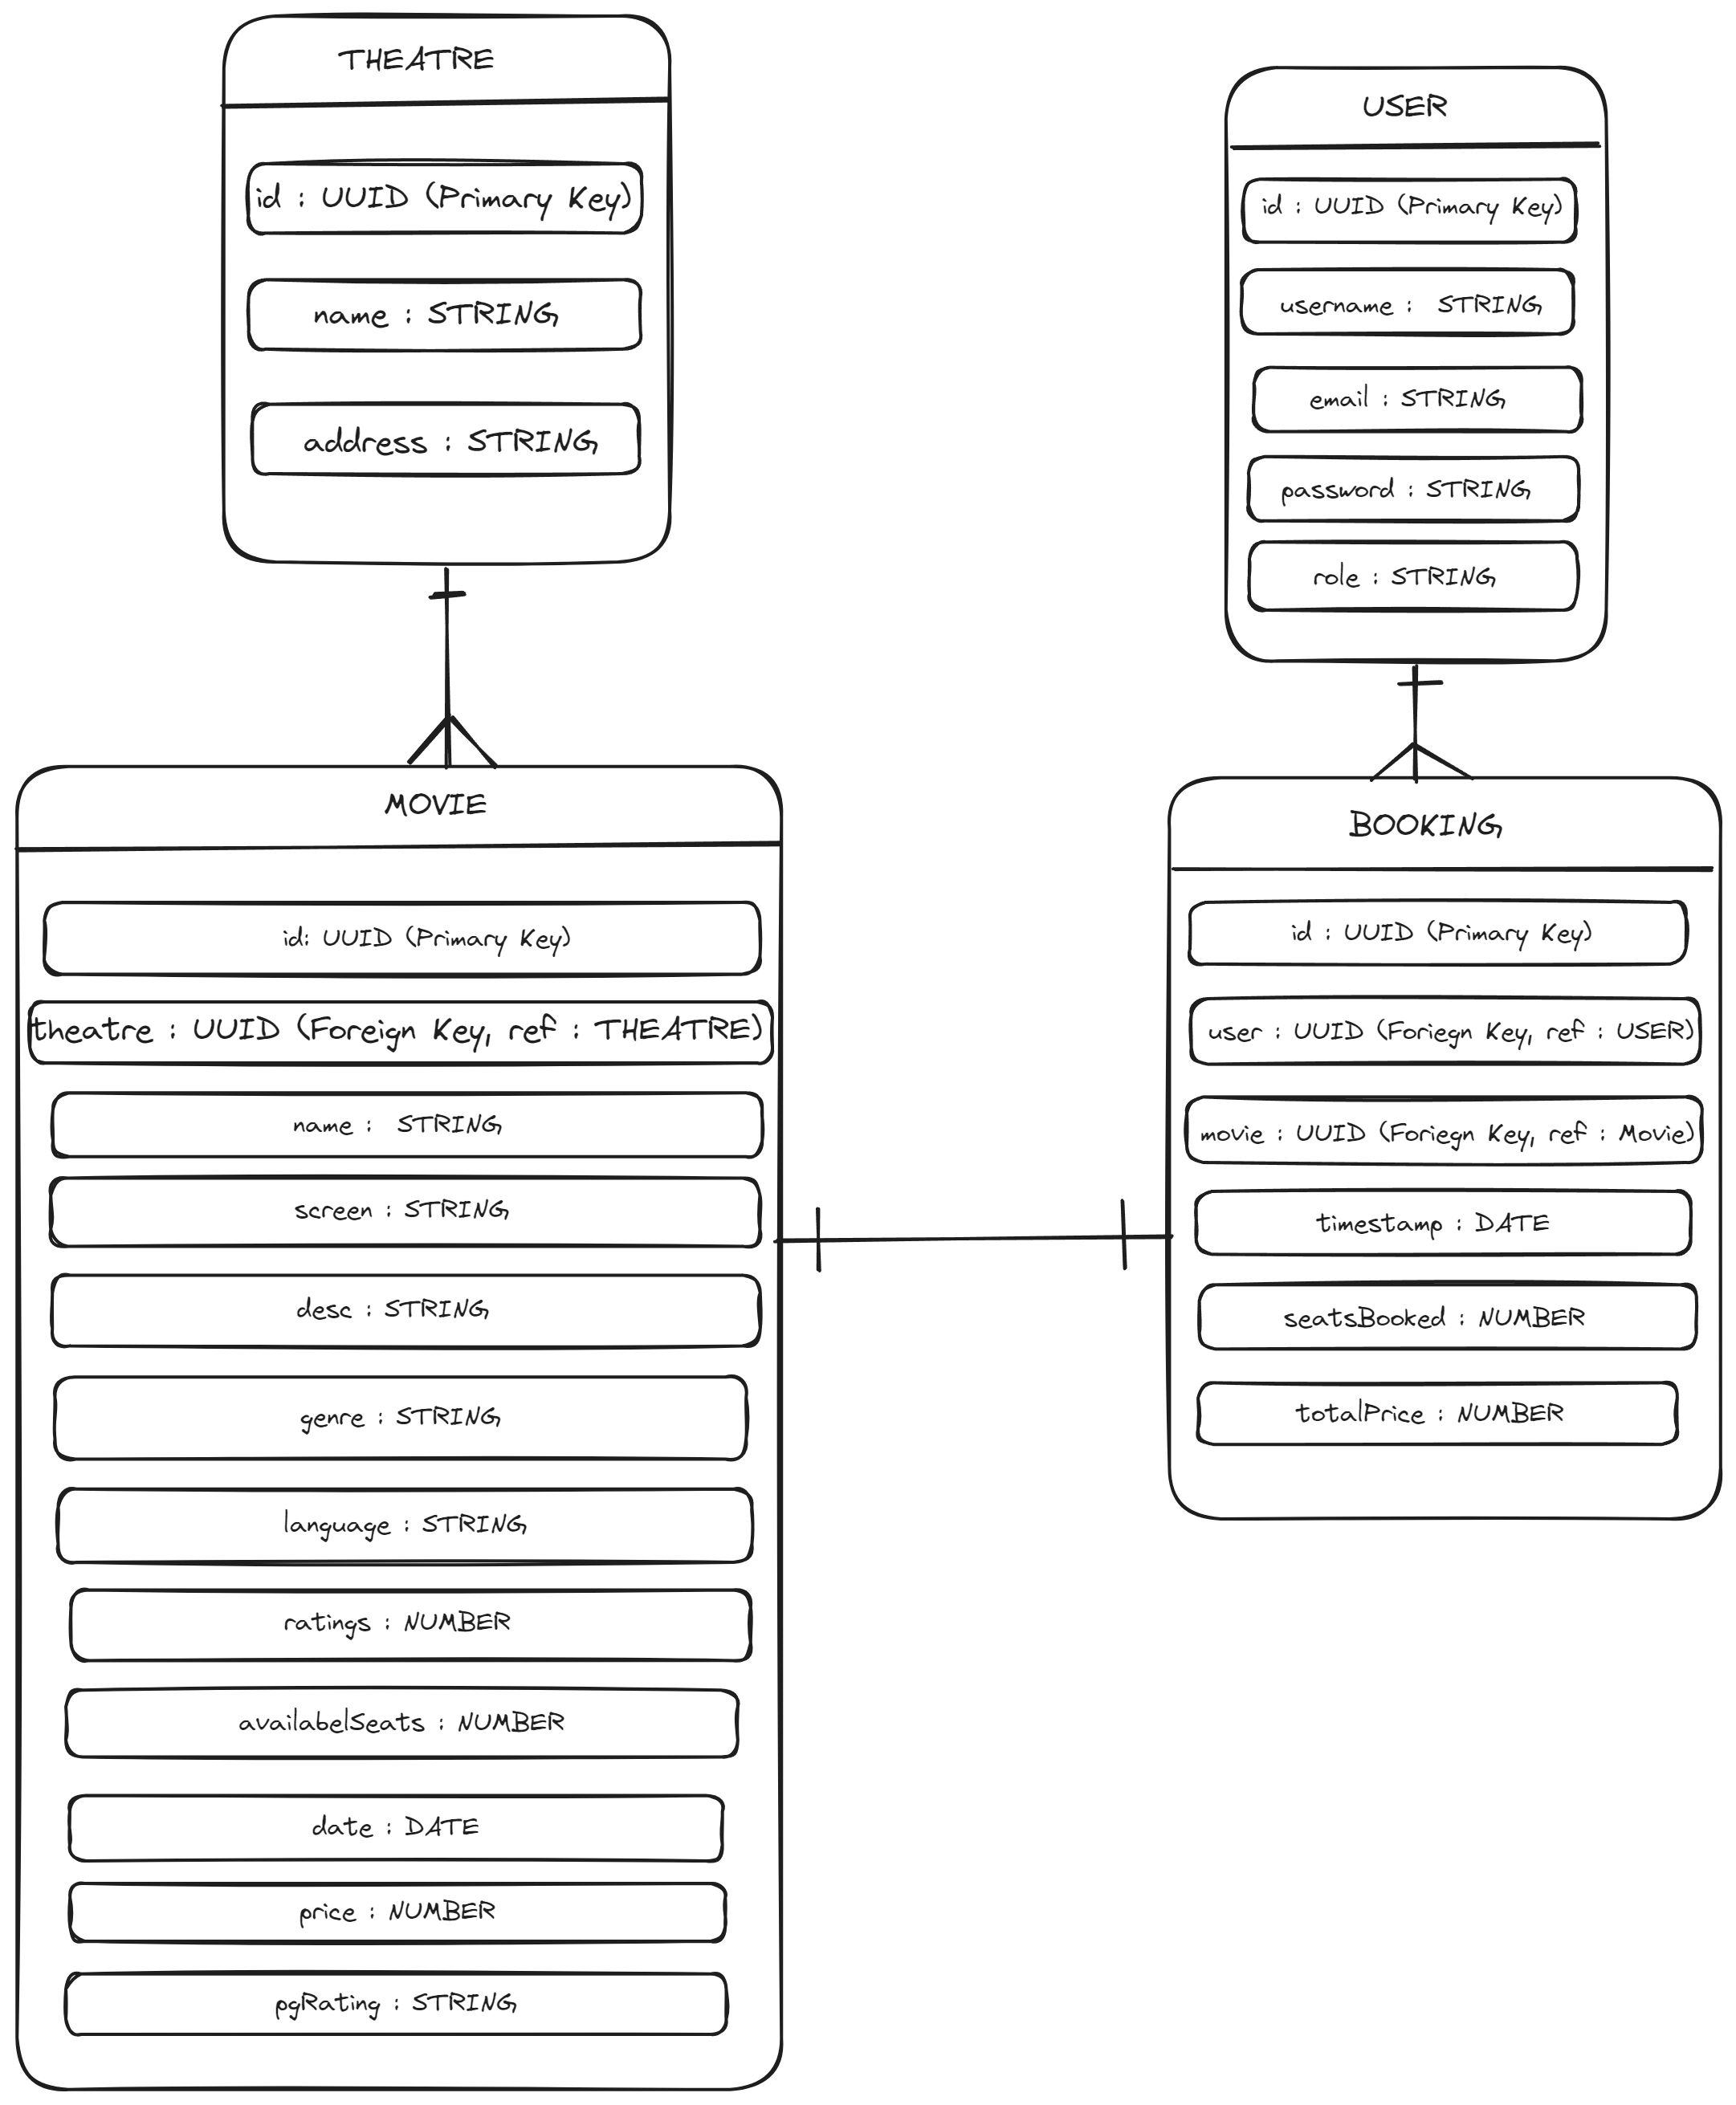 THEATRE
id : UUID (Primary Key)
name : STRING
address : STRING
USER
id : UUID (Primary Key)
username : STRING
email : STRING
password : STRING
role : STRING
MOVIE
id: UUID (Primary Key)
theatre : UUID (Foreign Key, ref : THEATRE)
name : STRING
screen : STRING
desc : STRING
genre : STRING
language : STRING
ratings : NUMBER
availabelSeats : NUMBER
date : DATE
price : NUMBER
pgRating : STRING
BOOKING
id : UUID (Primary Key)
user : UUID (Foriegn Key, ref : USER)
movie : UUID (Foriegn Key, ref : Movie)
timestamp : DATE
seatsBooked : NUMBER
totalPrice : NUMBER